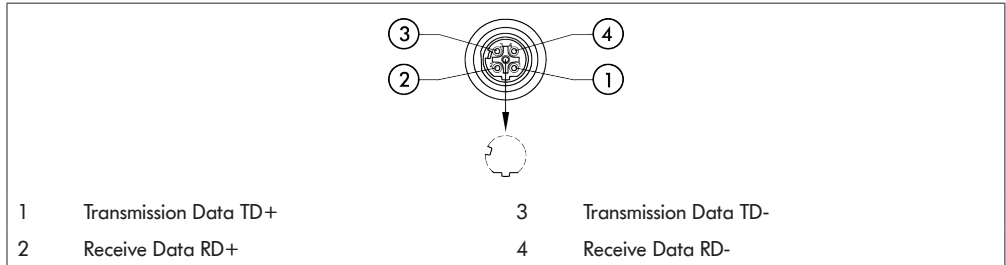 3 4
2 1
1 Transmission Data TD+ 3 Transmission Data TD-
2 Receive Data RD+ 4 Receive Data RD-